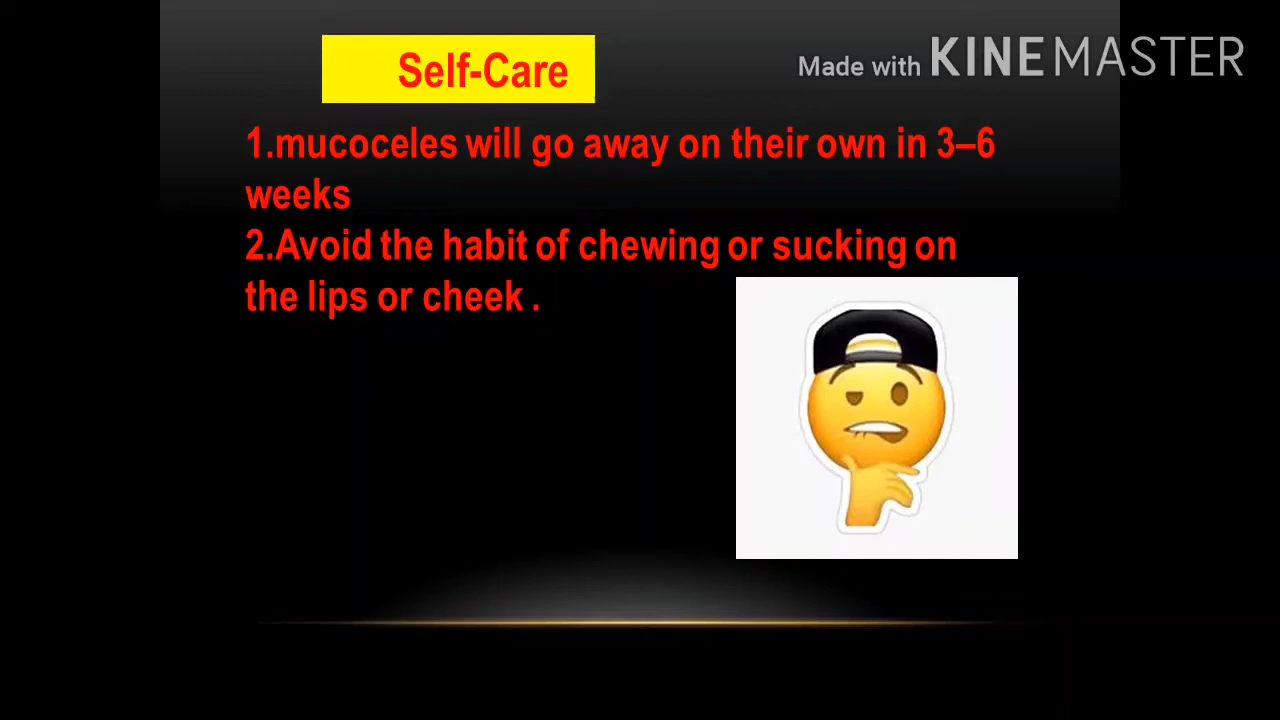 Made with KINEMASTER
Self-Care
1.mucoceles will go away on their own in 3–6
weeks
2.Avoid the habit of chewing or sucking on
the lips or cheek .